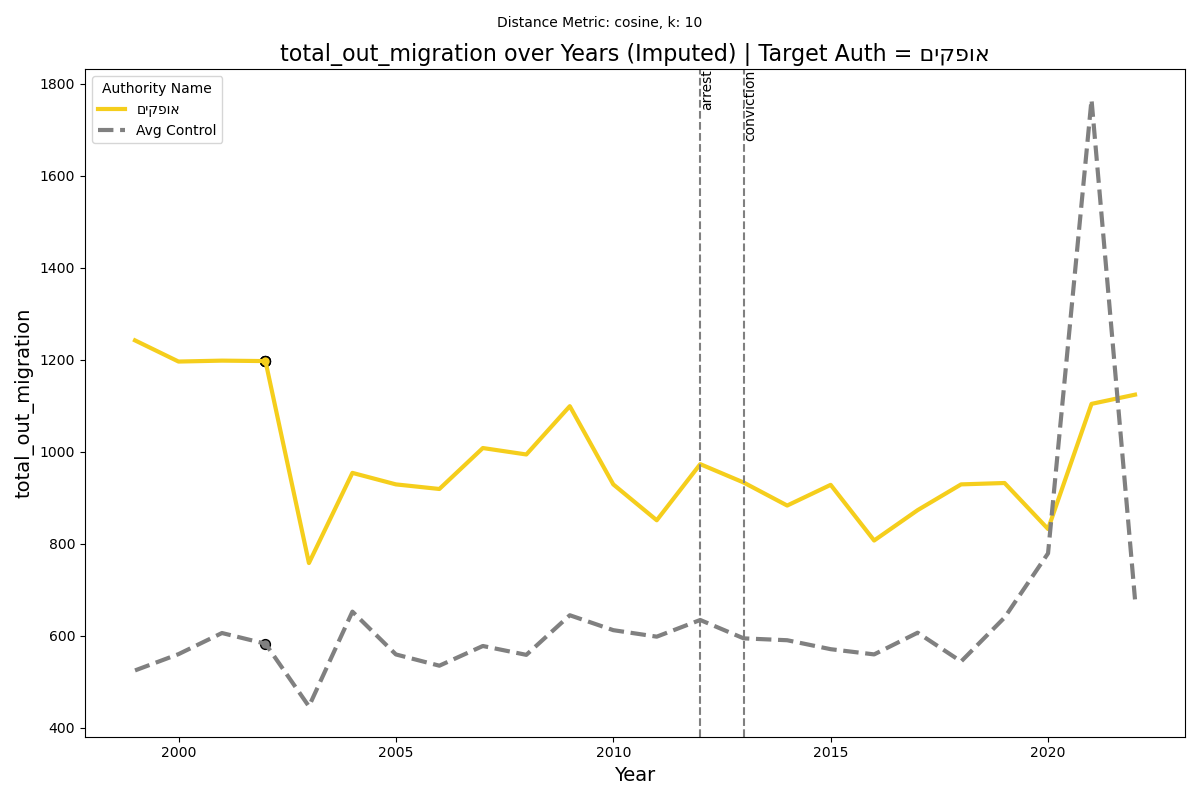 Distance Metric: cosine, k: 10
total_out_migration over Years (Imputed) | Target Auth = אופקים
Authority Name
אופקים
Avg Control
arrest
conviction
total_out_migration
1800
1600
1400
1200
1000
800
600
400
2000 2005 2010 2015 2020
Year